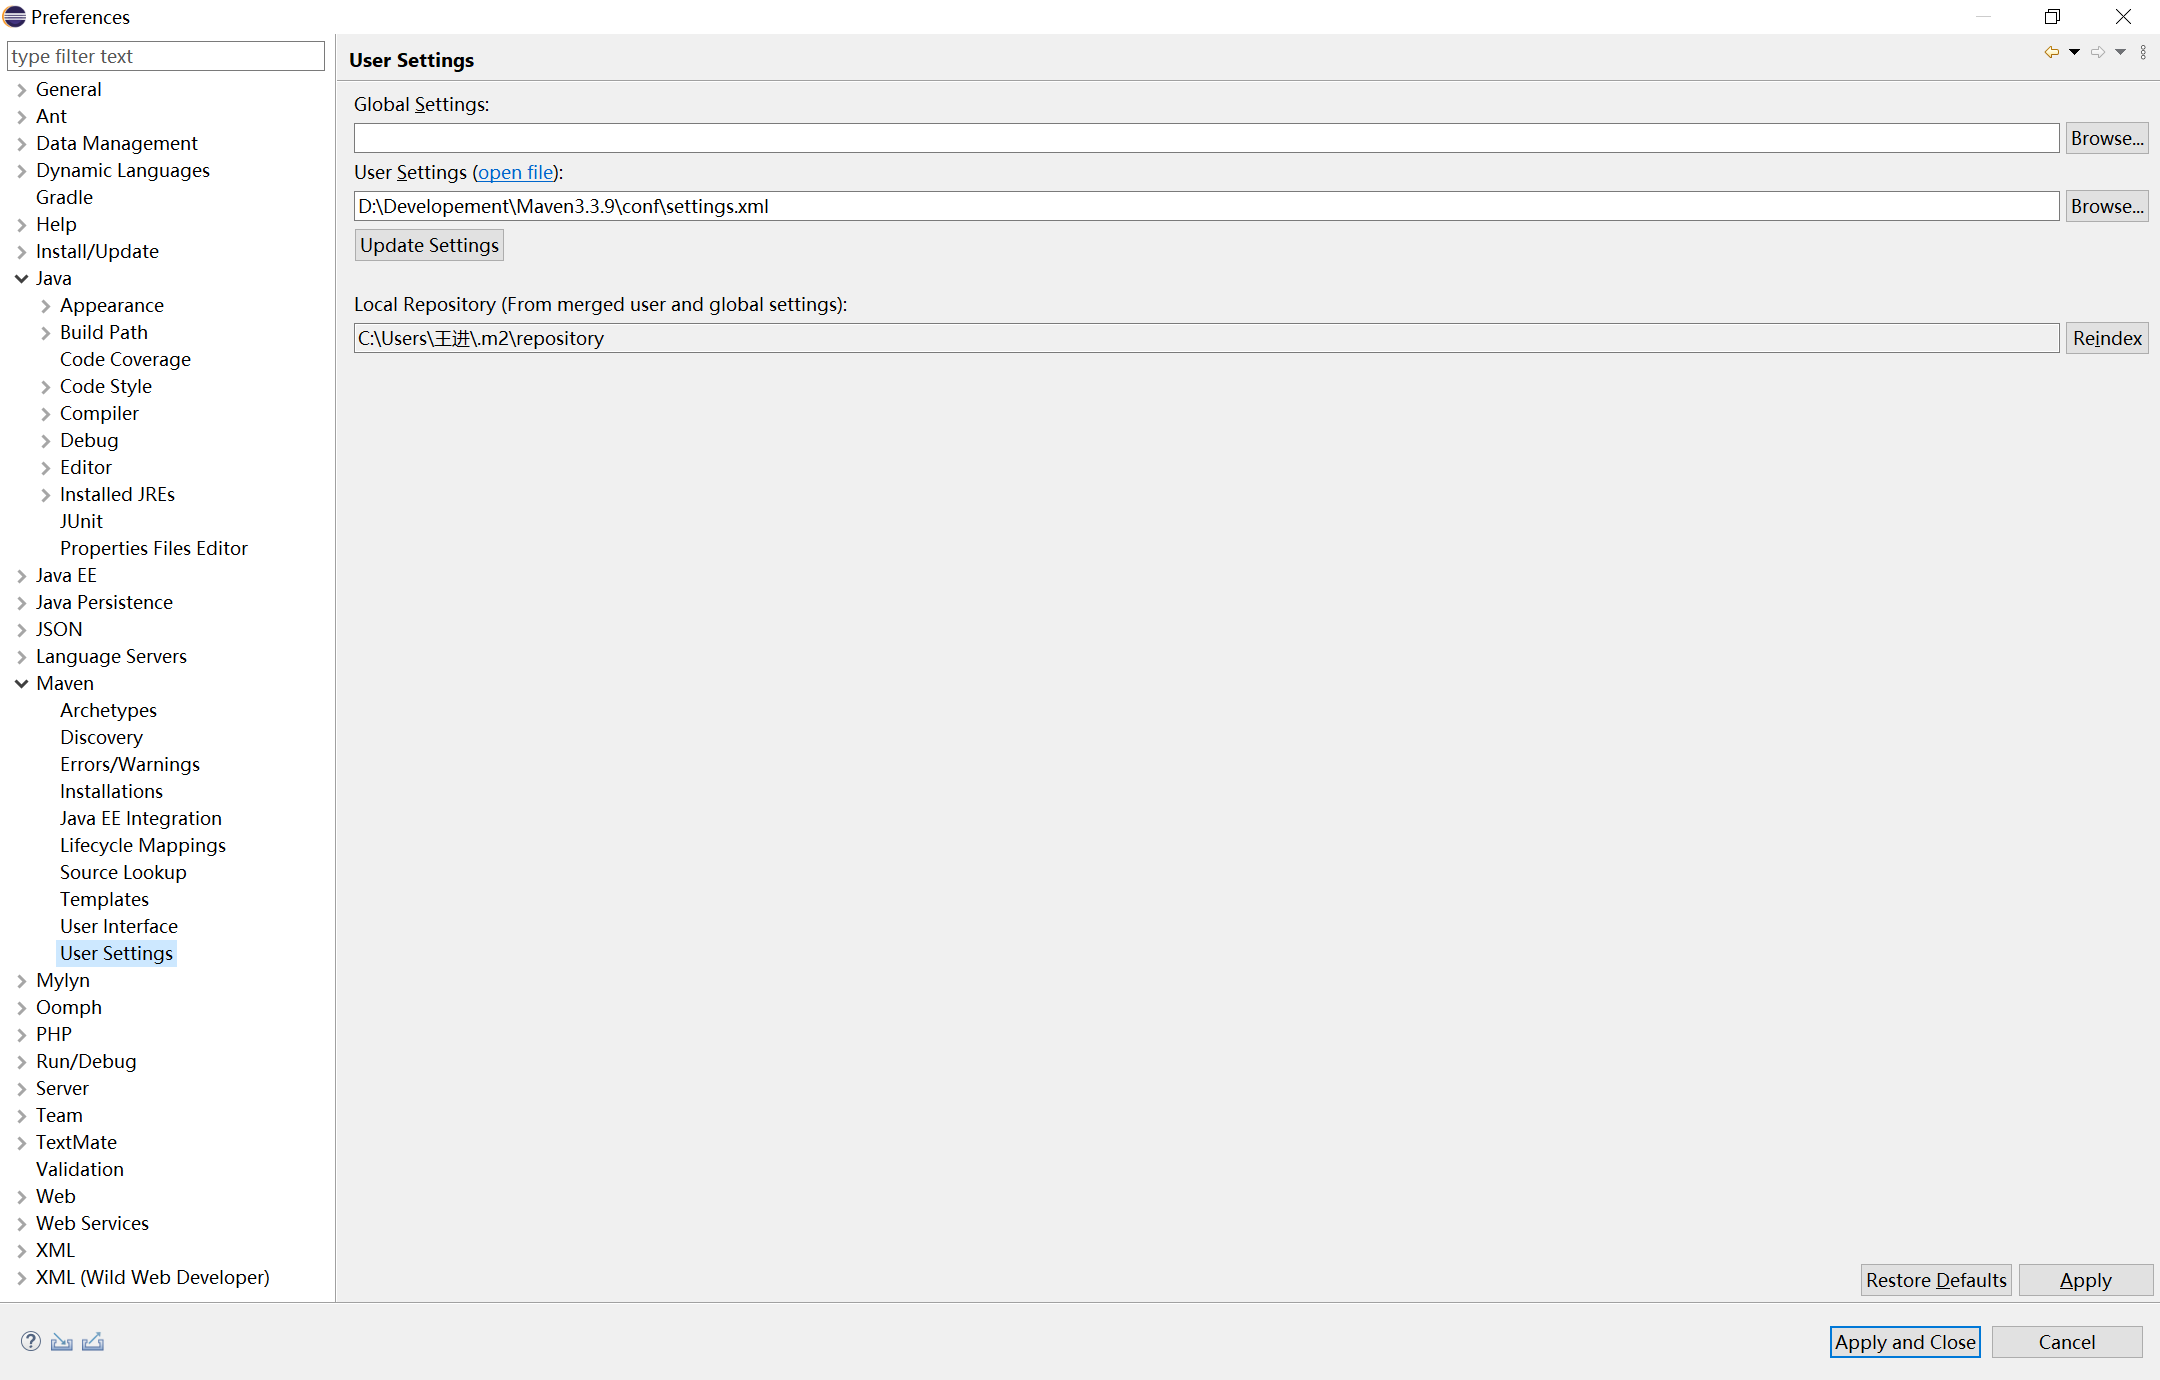 Preferences
type filter text
General
Ant
Data Management
Dynamic Languages
Gradle
Help
Install/Update
Java
Appearance
Build Path
Code Coverage
Code Style
Compiler
Debug
Editor
Installed JREs
JUnit
Properties Files Editor
Java EE
Java Persistence
JSON
Language Servers
Maven
Archetypes
Discovery
Errors/Warnings
Installations
Java EE Integration
Lifecycle Mappings
Source Lookup
Templates
User Interface
User Settings
Mylyn
Oomph
PHP
Run/Debug
Server
Team
TextMate
Validation
Web
Web Services
XML
XML (Wild Web Developer)
User Settings
Global Settings:
Browse...
User Settings (open file):
D:\Developement\Maven3.3.9\conf\settings.xml
Browse...
Update Settings
Local Repository (From merged user and global settings):
C:\Users\王进\.m2\repository
Reindex
Restore Defaults
Apply
Apply and Close
Cancel